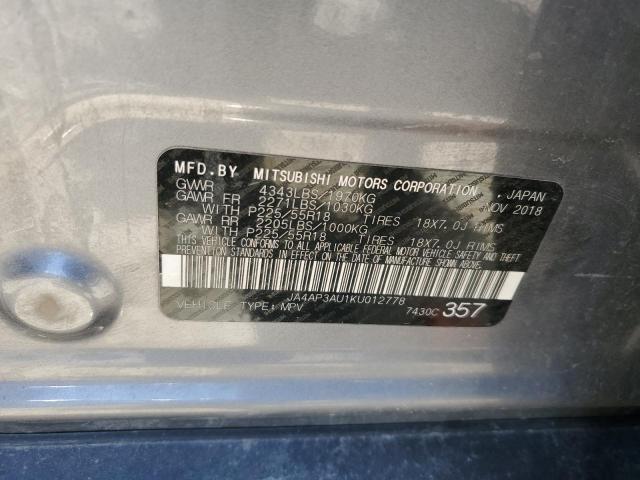 MFD.BY MITSUBISHI MOTORS CORPORATION, JAPAN
GVWR 4343LBS/1970KG NOV 2018
GAWR FR 2271LBS/1030KG
WITH P225/55R18 TIRES 18X7.0J RIMS
GAWR RR 2205LBS/1000KG
WITH P225/55R18 TIRES 18X7.0J RIMS
THIS VEHICLE CONFORMS TO ALL APPLICABLE FEDERAL MOTOR VEHICLE SAFETY AND THEFT
PREVENTION STANDARDS IN EFFECT ON THE DATE OF MANUFACTURE SHOWN ABOVE.
JA4AP3AU1KU012778
VEHICLE TYPE: MPV 7430C 357